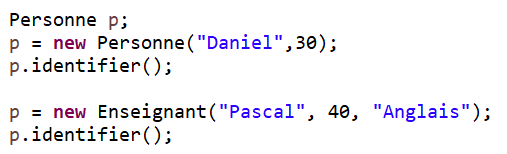 Personne p;
p = new Personne("Daniel",30);
p.identifier();
p = new Enseignant("Pascal", 40, "Anglais");
p.identifier();